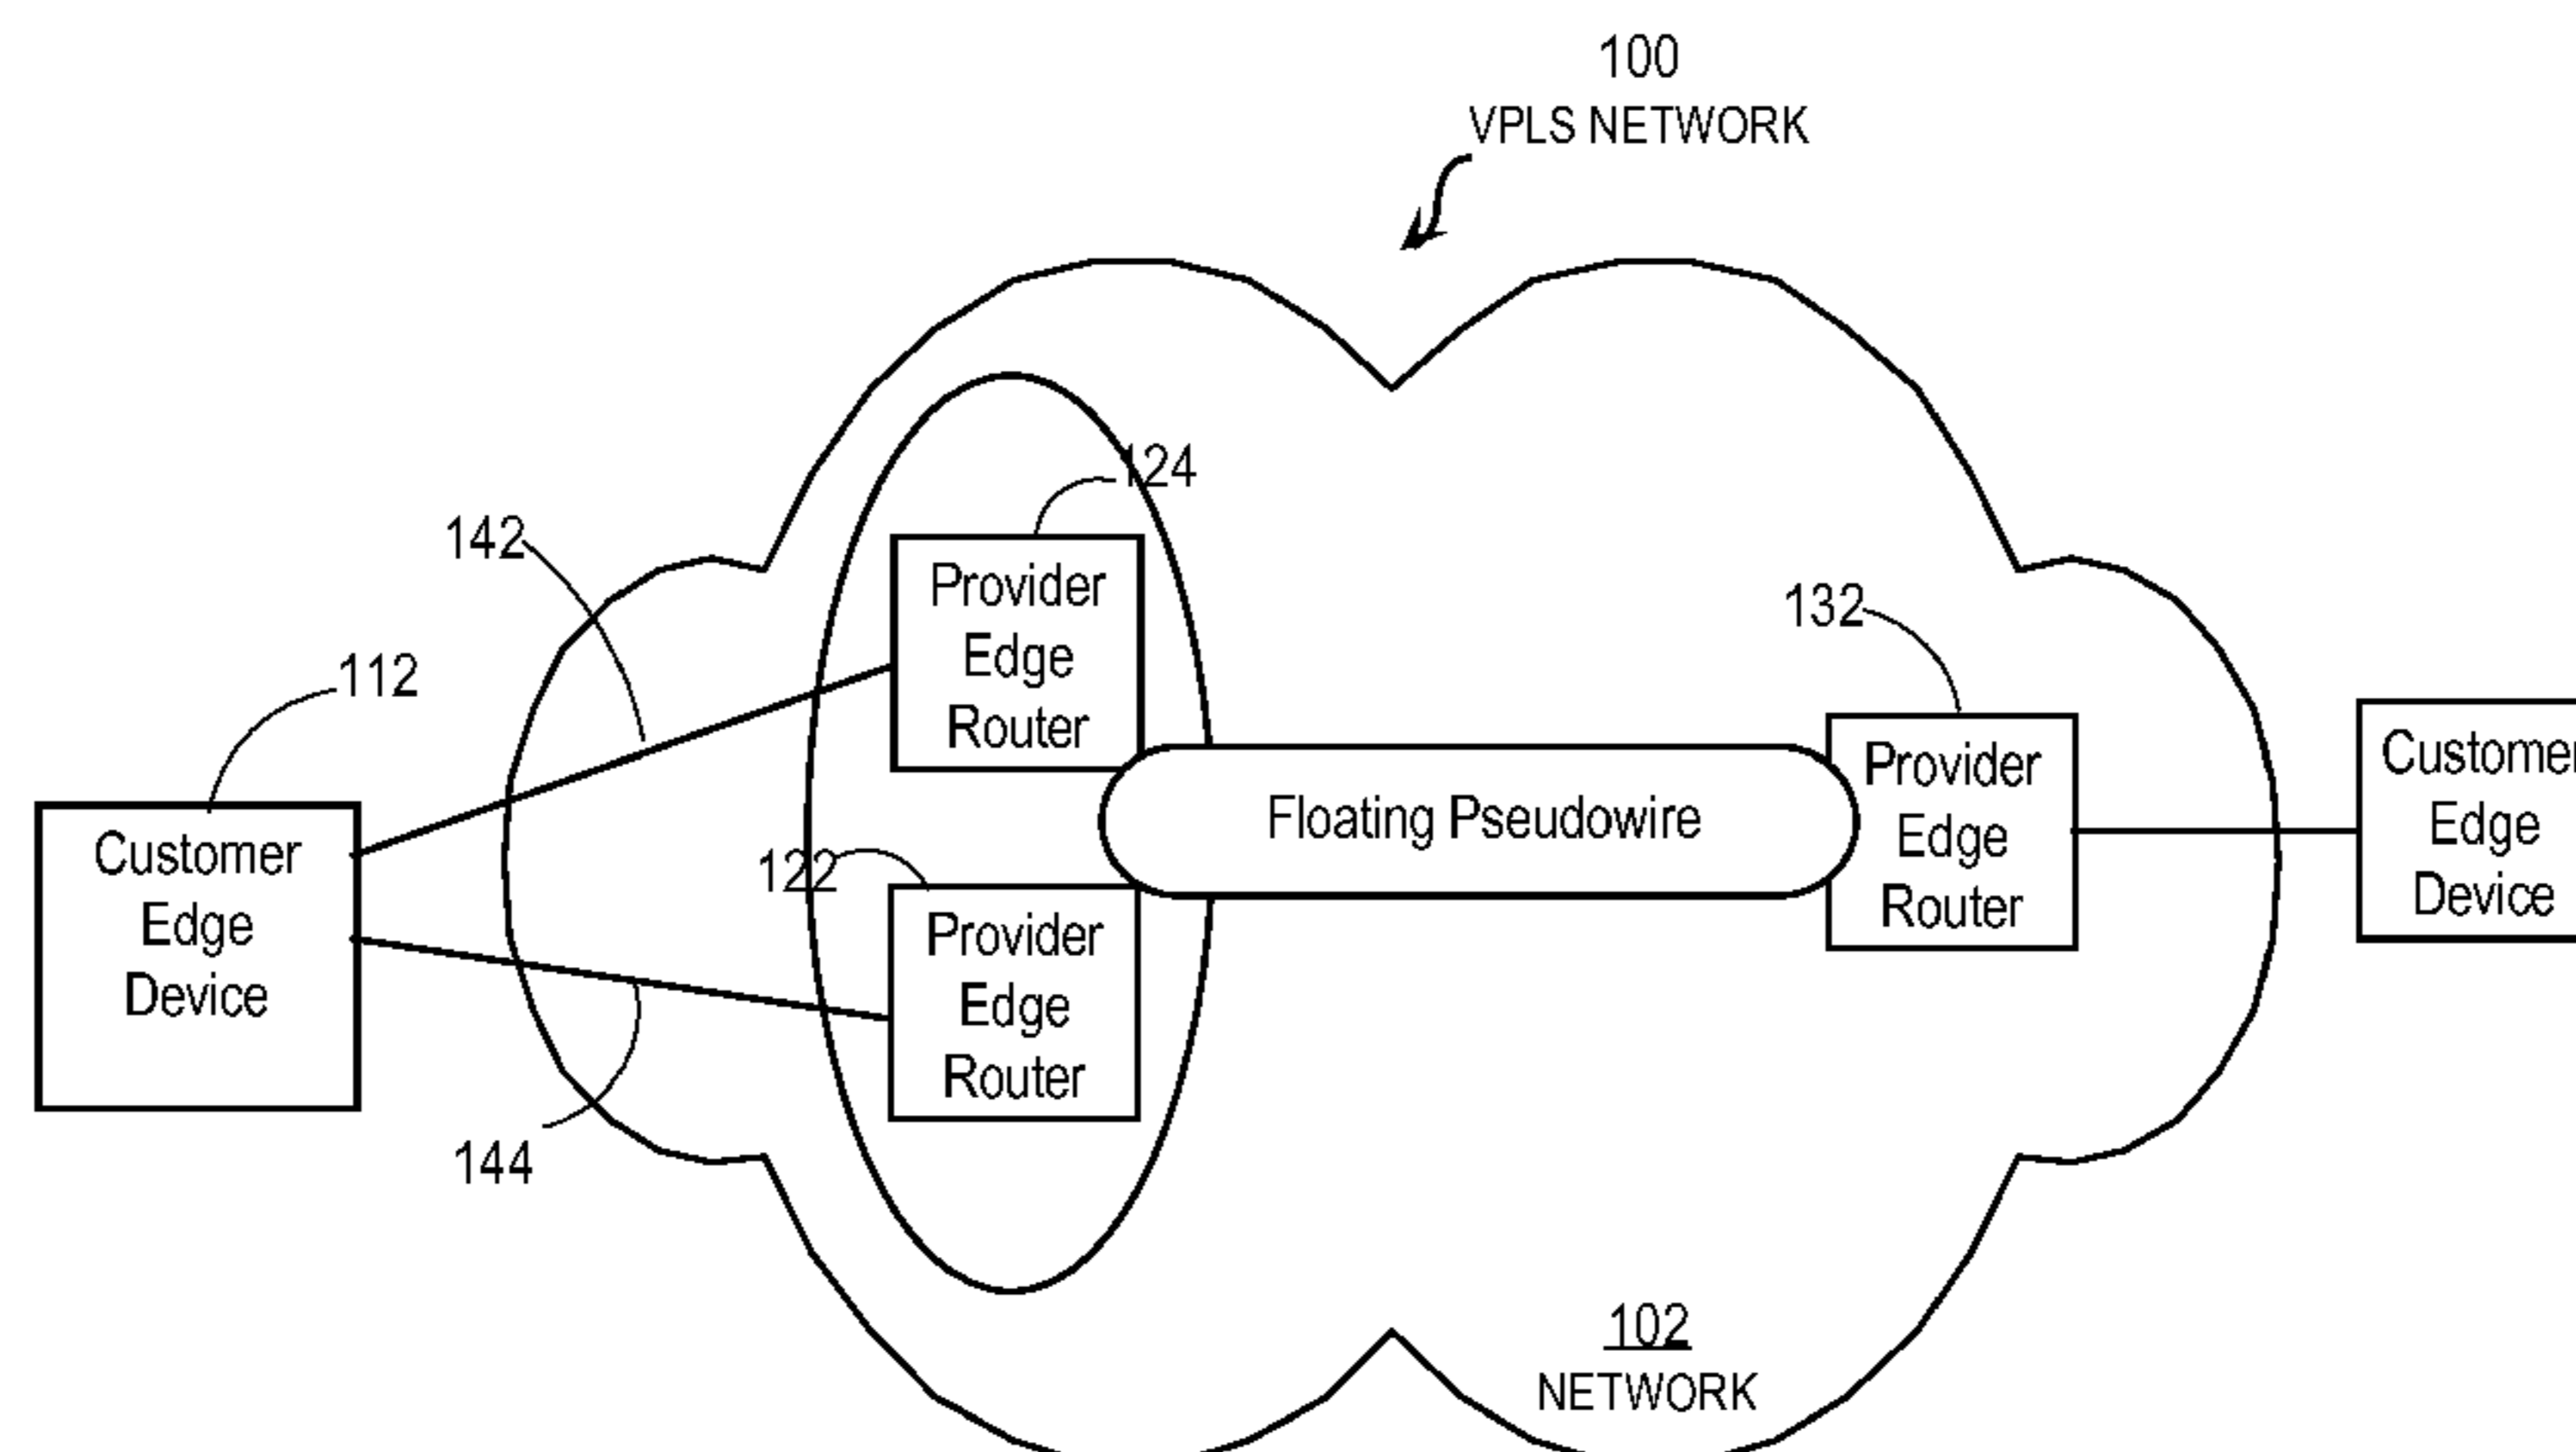 100
VPLS NETWORK
124
142
Provider
Edge
Router
132
112
Provider
Edge
Router
Customer
Edge
Device
Floating Pseudowire
Customer
Edge
Device
122
Provider
Edge
Router
144
102
NETWORK